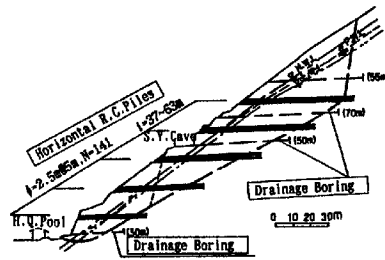 Horizontal R.C.Piles
l=37-63m
l=2.5m@5m,N=141
S.Y.Cave
H.Q.Pool
(55m)
(70m)
(50m)
(30m)
Drainage Boring
Drainage Boring
0 10 20 30m